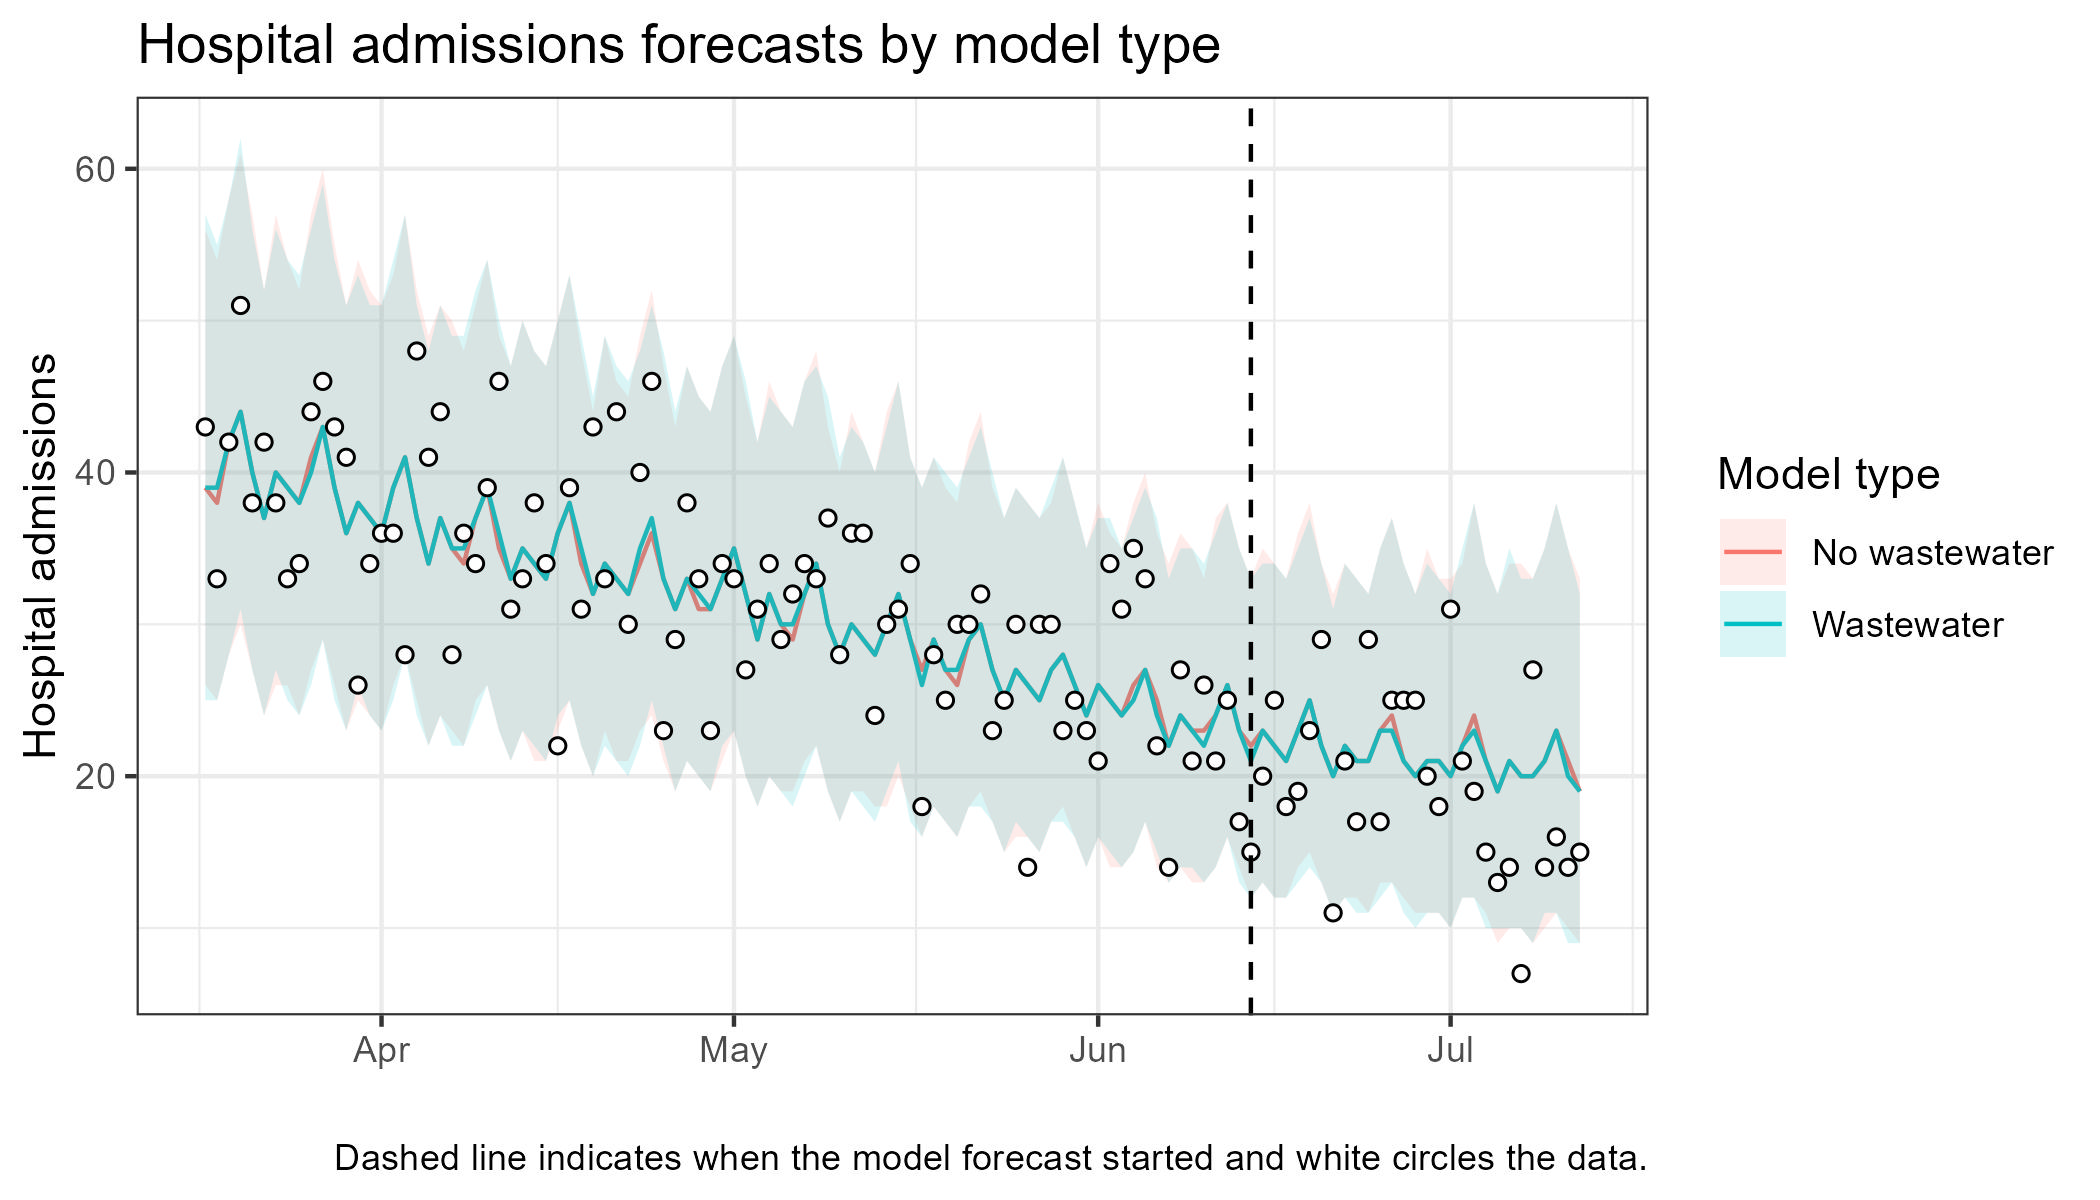 Hospital admissions forecasts by model type
Hospital admissions
60
40
20
Apr
May
Jun
Jul
Model type
No wastewater
Wastewater
Dashed line indicates when the model forecast started and white circles the data.